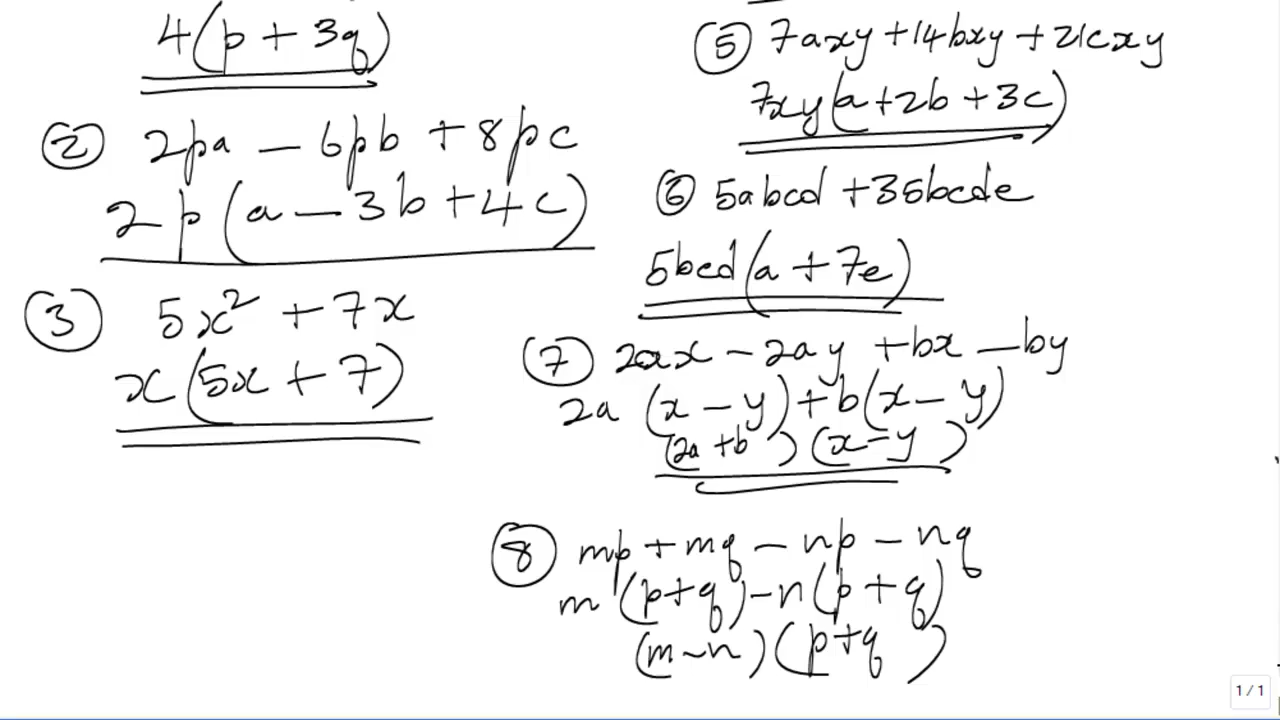 4(p + 3q)
② 2pa - 6pb + 8pc
2p(a - 3b + 4c)
③ 5x² + 7x
x(5x + 7)
⑤ 7axy + 14bxy + 21cxy
7xy(a + 2b + 3c)
⑥ 5abcd + 35bcde
5bcd(a + 7e)
⑦ 2ax - 2ay + bx - by
2a(x - y) + b(x - y)
(2a + b)(x - y)
⑧ mp + mq - np - nq
m(p + q) - n(p + q)
(m - n)(p + q)
1 / 1